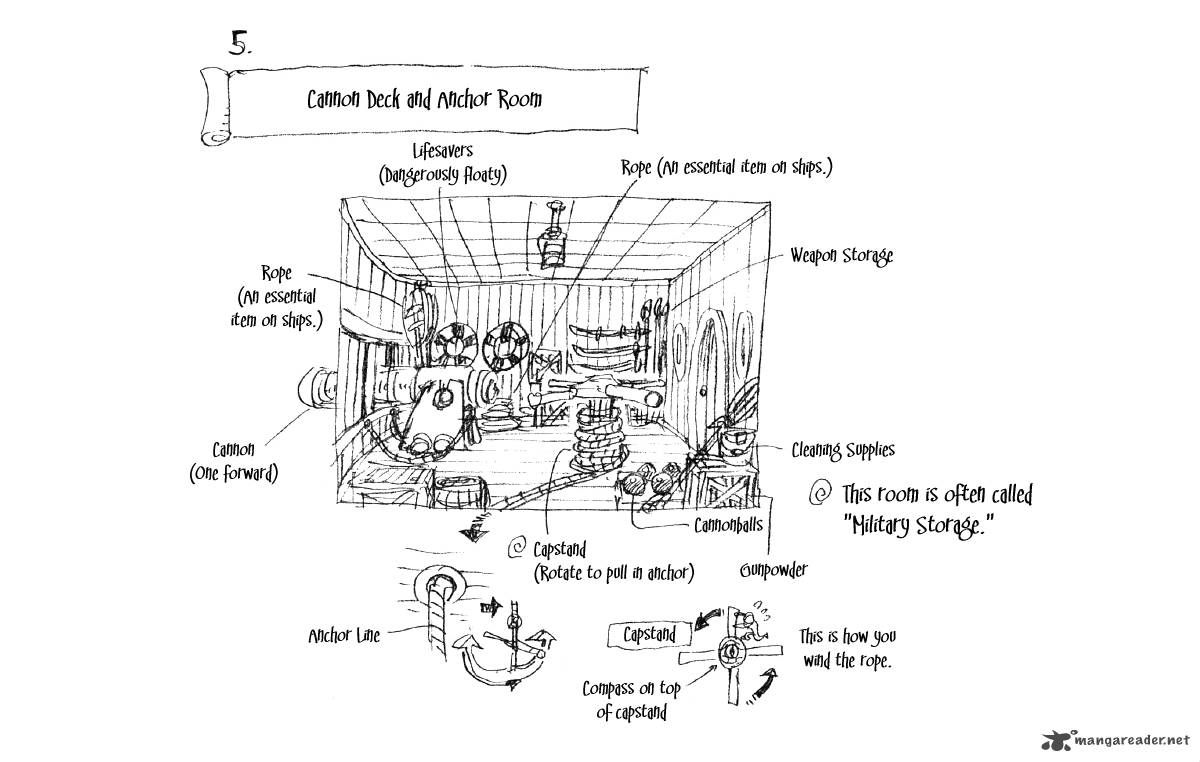 5.
Cannon Deck and Anchor Room
Lifesavers
(Dangerously floaty)
Rope (An essential item on ships.)
Weapon Storage
Rope
(An essential
item on ships.)
Cannon
(One forward)
Cleaning Supplies
This room is often called
"Military Storage."
Cannonballs
Capstand
(Rotate to pull in anchor)
Gunpowder
Anchor Line
Capstand
This is how you
wind the rope.
Compass on top
of capstand
mangareader.net